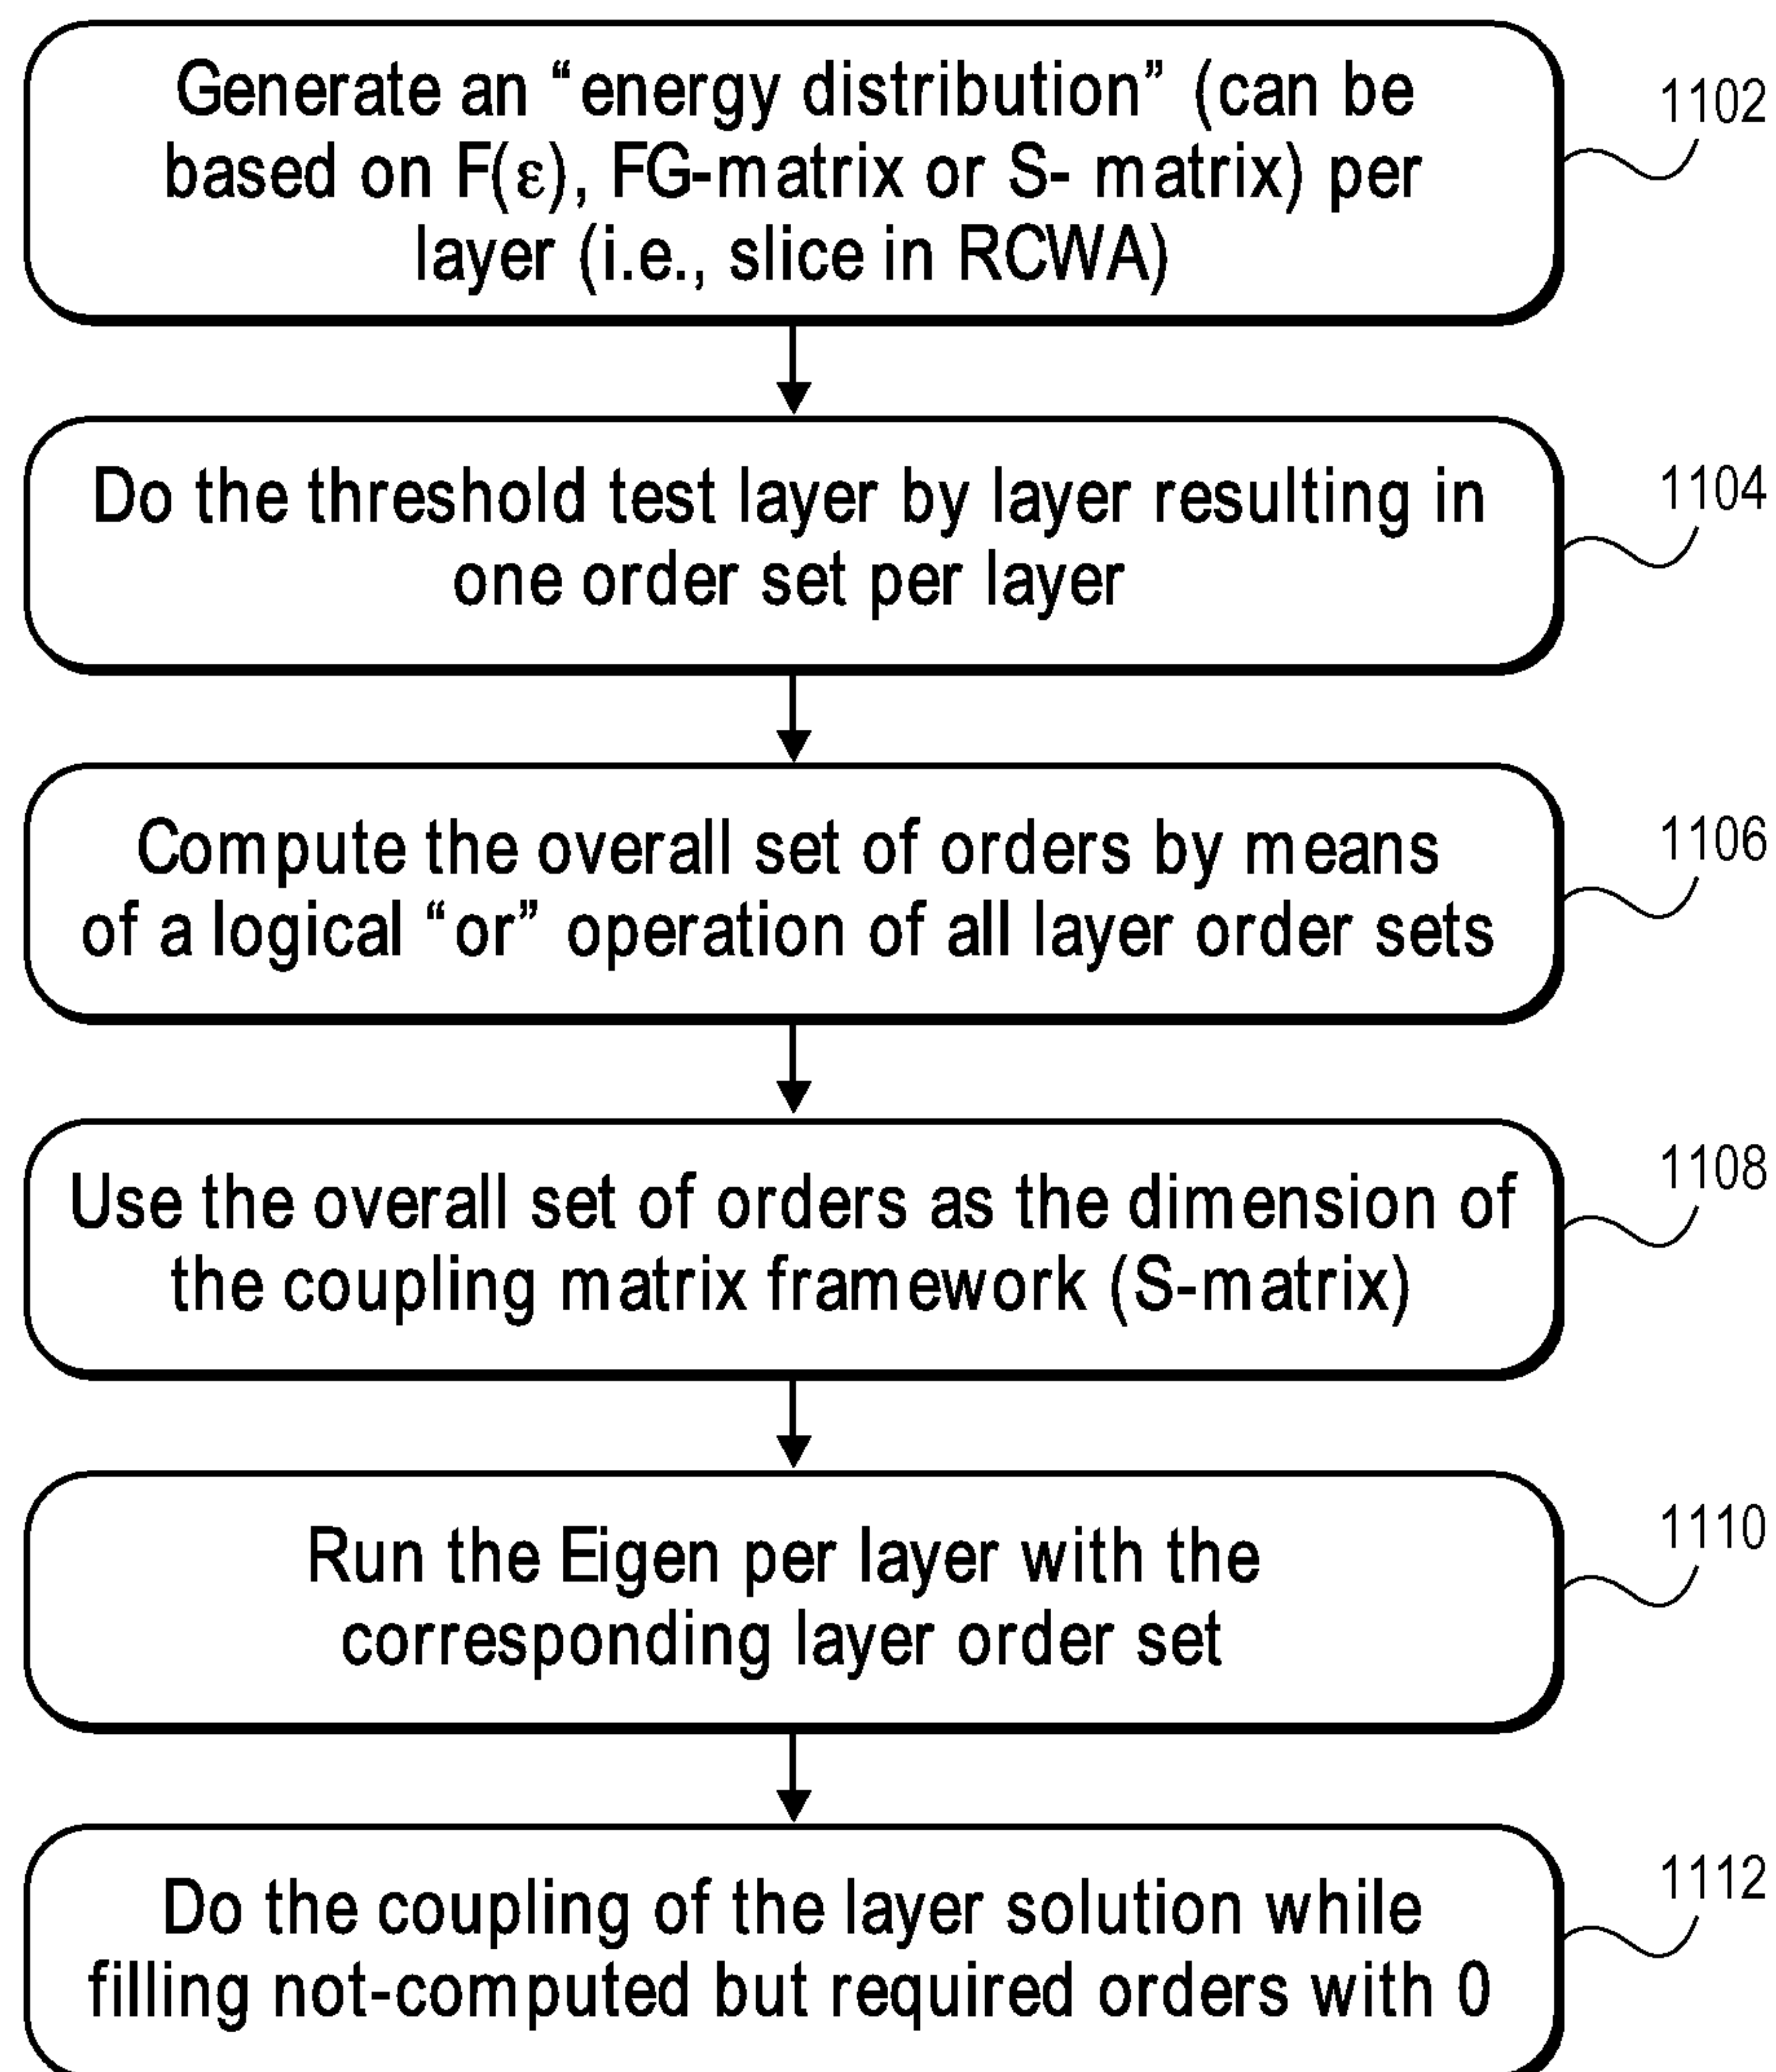 Generate an “energy distribution” (can be
based on F(ε), FG-matrix or S- matrix) per
layer (i.e., slice in RCWA)
1102
Do the threshold test layer by layer resulting in
one order set per layer
1104
Compute the overall set of orders by means
of a logical “or” operation of all layer order sets
1106
Use the overall set of orders as the dimension of
the coupling matrix framework (S-matrix)
1108
Run the Eigen per layer with the
corresponding layer order set
1110
Do the coupling of the layer solution while
filling not-computed but required orders with 0
1112